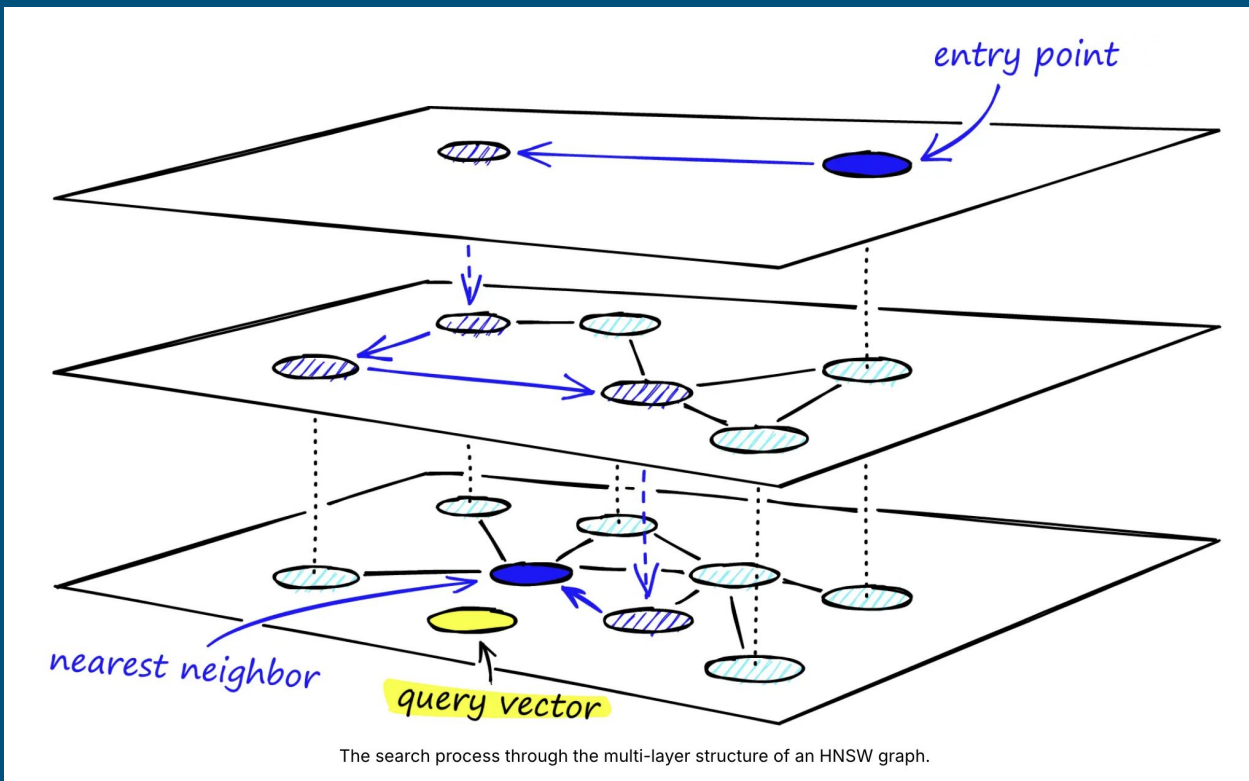 entry point
nearest neighbor
query vector
The search process through the multi-layer structure of an HNSW graph.